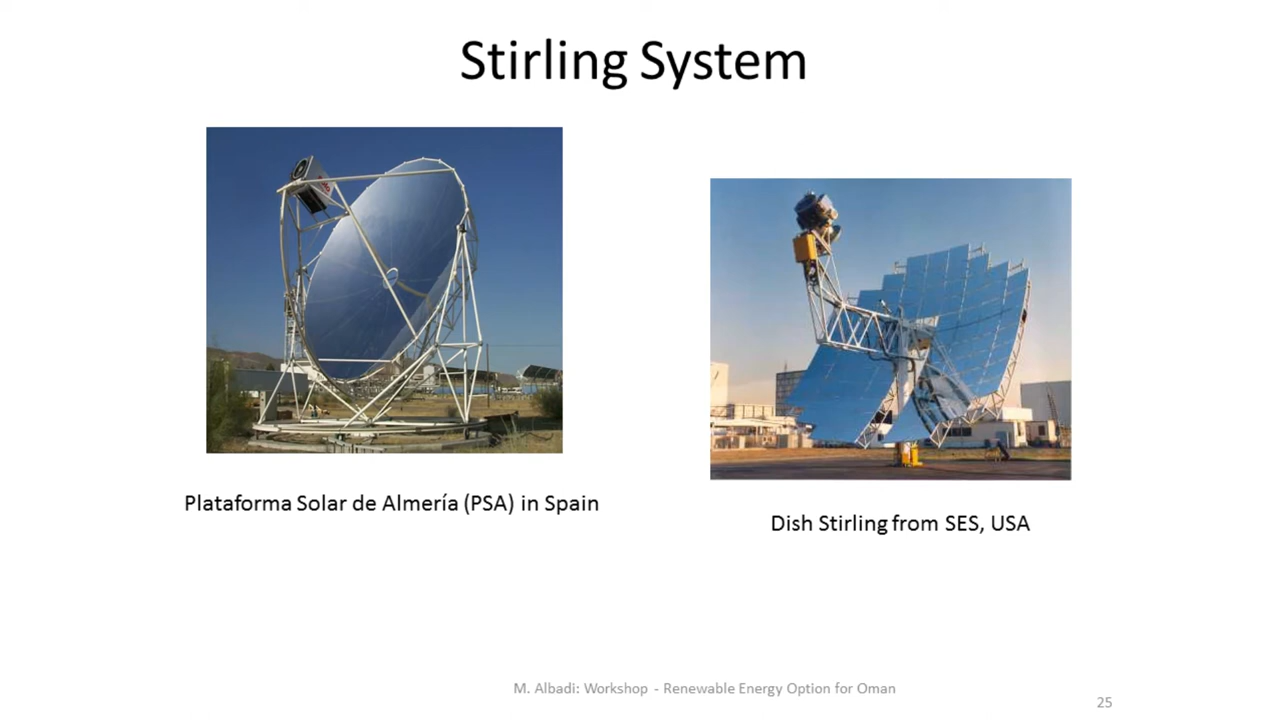 Stirling System
Plataforma Solar de Almería (PSA) in Spain
Dish Stirling from SES, USA
M. Albadi: Workshop - Renewable Energy Option for Oman
25